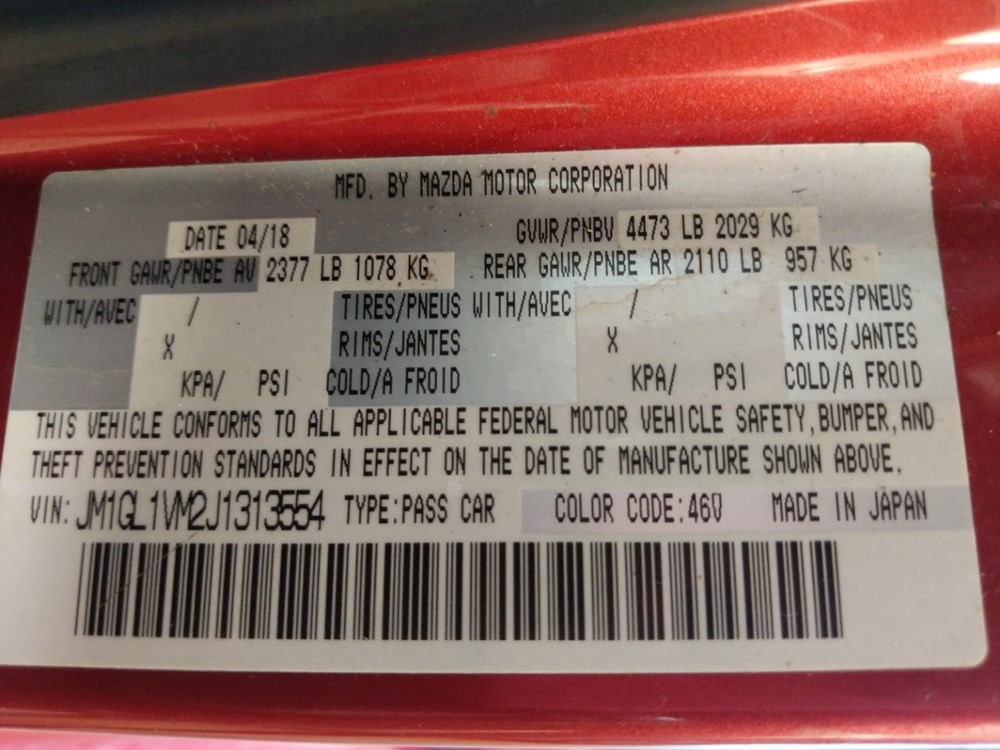 MFD. BY MAZDA MOTOR CORPORATION
DATE 04/18 GVWR/PNBV 4473 LB 2029 KG
FRONT GAWR/PNBE AV 2377 LB 1078 KG REAR GAWR/PNBE AR 2110 LB 957 KG
WITH/AVEC / TIRES/PNEUS WITH/AVEC / TIRES/PNEUS
X RIMS/JANTES X RIMS/JANTES
KPA/ PSI COLD/A FROID KPA/ PSI COLD/A FROID
THIS VEHICLE CONFORMS TO ALL APPLICABLE FEDERAL MOTOR VEHICLE SAFETY, BUMPER, AND
THEFT PREVENTION STANDARDS IN EFFECT ON THE DATE OF MANUFACTURE SHOWN ABOVE.
VIN: JM1GL1VM2J1313554 TYPE:PASS CAR COLOR CODE:46V MADE IN JAPAN